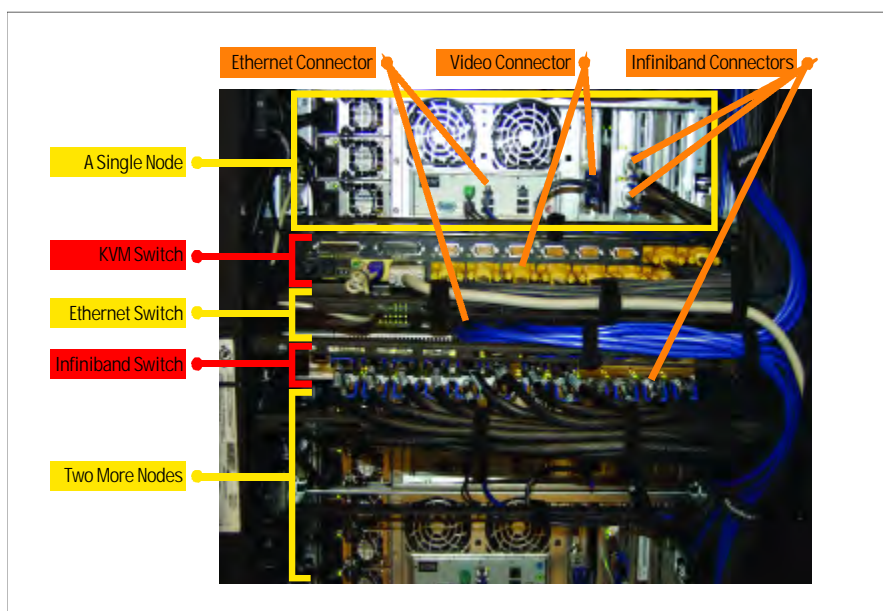 Ethernet Connector
Video Connector
Infiniband Connectors
A Single Node
KVM Switch
Ethernet Switch
Infiniband Switch
Two More Nodes